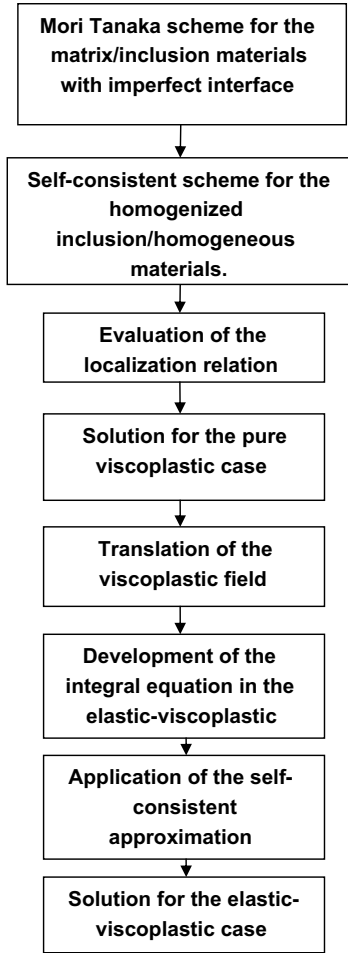 Mori Tanaka scheme for the
matrix/inclusion materials
with imperfect interface
Self-consistent scheme for the
homogenized
inclusion/homogeneous
materials.
Evaluation of the
localization relation
Solution for the pure
viscoplastic case
Translation of the
viscoplastic field
Development of the
integral equation in the
elastic-viscoplastic
Application of the self-
consistent
approximation
Solution for the elastic-
viscoplastic case